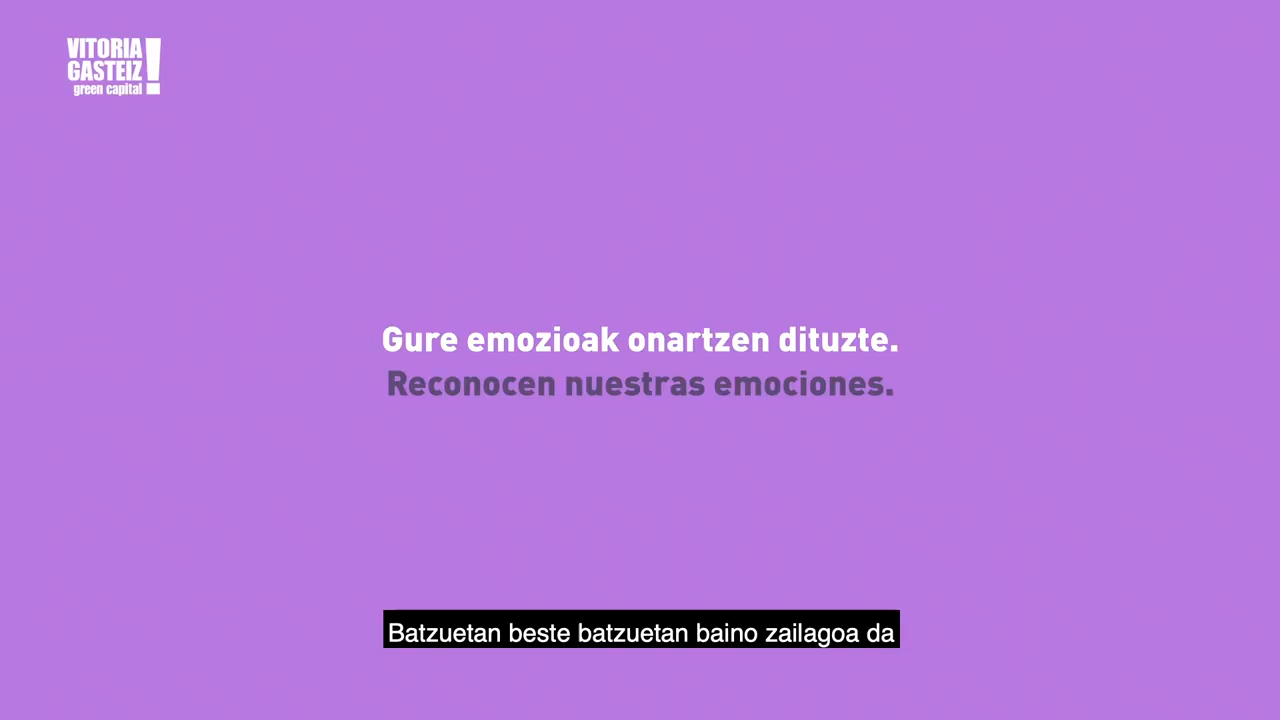 VITORIA
GASTEIZ!
green capital
Gure emozioak onartzen dituzte.
Reconocen nuestras emociones.
Batzuetan beste batzuetan baino zailagoa da